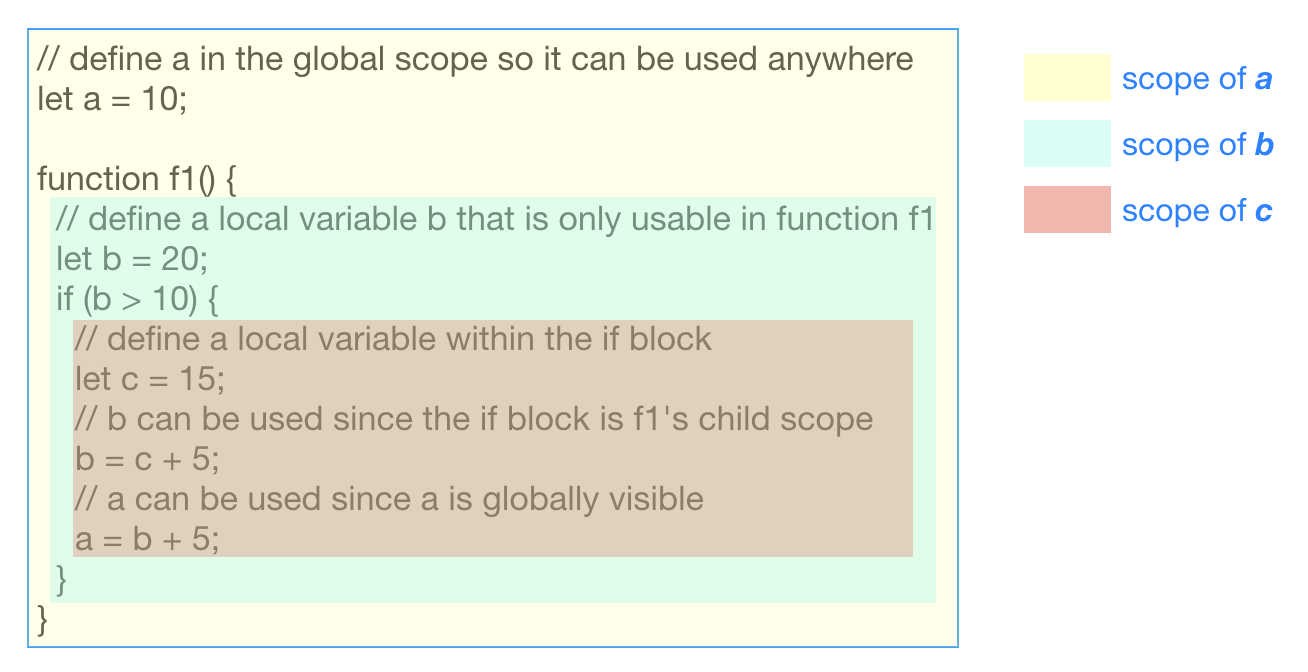 // define a in the global scope so it can be used anywhere
let a = 10;
function f1() {
// define a local variable b that is only usable in function f1
let b = 20;
if (b > 10) {
// define a local variable within the if block
let c = 15;
// b can be used since the if block is f1's child scope
b = c + 5;
// a can be used since a is globally visible
a = b + 5;
}
}
scope of a
scope of b
scope of c